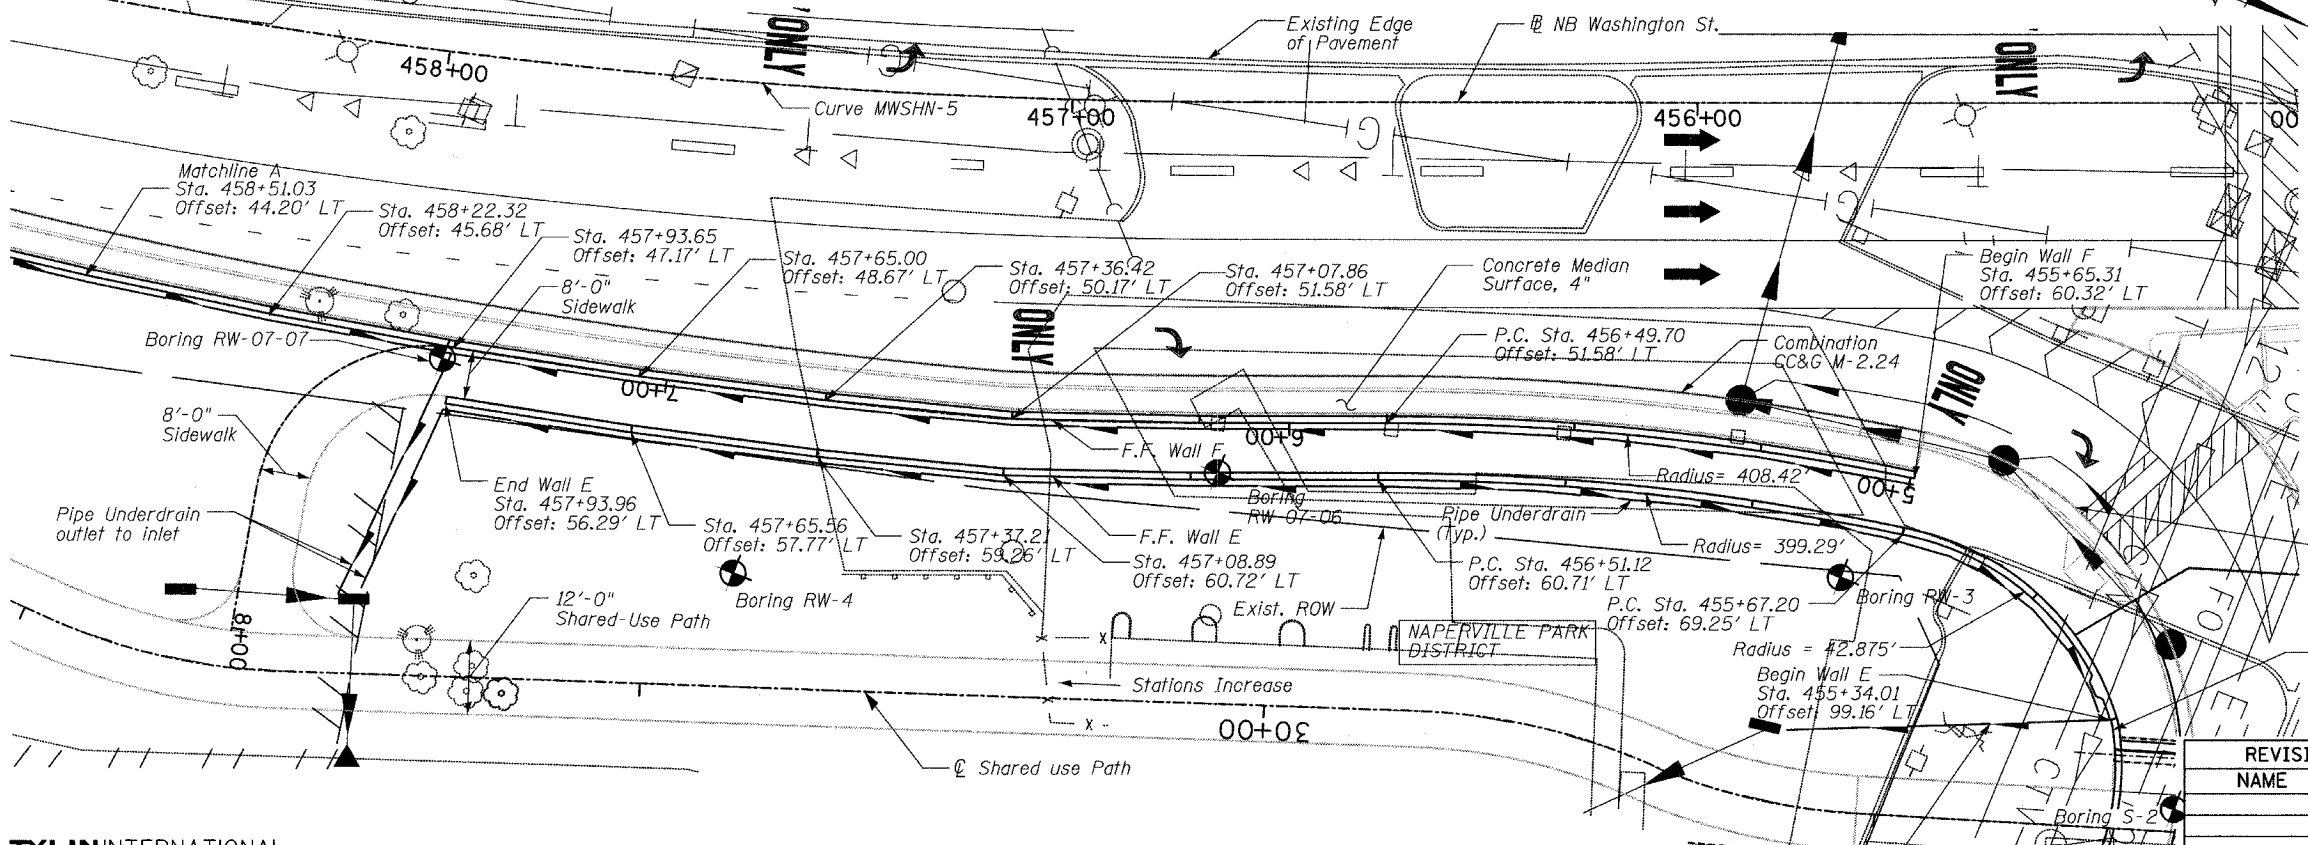 ONLY
Existing Edge
of Pavement
℄ NB Washington St.
ONLY
458+00
Curve MWSHN-5
457+00
456+00
00
G
G
G
Matchline A
Sta. 458+51.03
Offset: 44.20' LT
Sta. 458+22.32
Offset: 45.68' LT
Sta. 457+93.65
Offset: 47.17' LT
8'-0"
Sidewalk
Sta. 457+65.00
Offset: 48.67' LT
Sta. 457+36.42
Offset: 50.17' LT
Sta. 457+07.86
Offset: 51.58' LT
Concrete Median
Surface, 4"
Begin Wall F
Sta. 455+65.31
Offset: 60.32' LT
P.C. Sta. 456+49.70
Offset: 51.58' LT
Combination
CC&G M-2.24
ONLY
ONLY
Boring RW-07-07
7+00
6+00
5+00
8'-0"
Sidewalk
F.F. Wall F
Radius= 408.42'
End Wall E
Sta. 457+93.96
Offset: 56.29' LT
Pipe Underdrain
outlet to inlet
Sta. 457+65.56
Offset: 57.77' LT
Sta. 457+37.21
Offset: 59.26' LT
Boring
RW-07-06
F.F. Wall E
Sta. 457+08.89
Offset: 60.72' LT
Pipe Underdrain
(Typ.)
Radius= 399.29'
P.C. Sta. 456+51.12
Offset: 60.71' LT
Boring RW-4
12'-0"
Shared-Use Path
Exist. ROW
P.C. Sta. 455+67.20
Offset: 69.25' LT
Boring RW-3
8+00
NAPERVILLE PARK
DISTRICT
Radius = 42.875'
Begin Wall E
Sta. 455+34.01
Offset: 99.16' LT
Stations Increase
30+00
℄ Shared use Path
Boring S-2
REVISI
NAME
TYLIN INTERNATIONAL